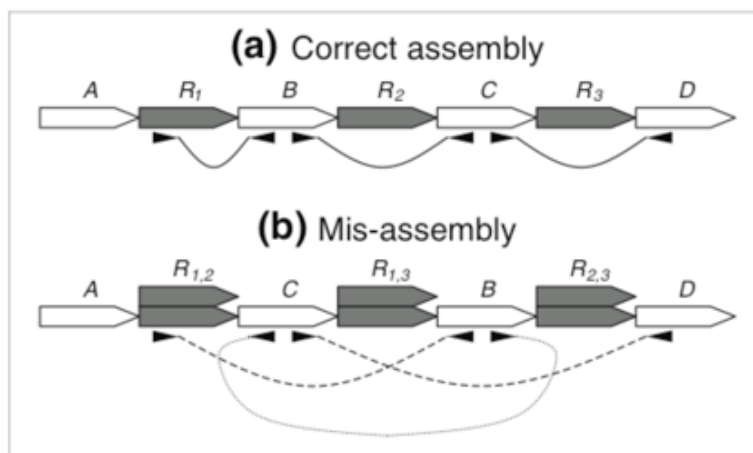 (a) Correct assembly
A R₁ B R₂ C R₃ D
(b) Mis-assembly
A R₁,₂ C R₁,₃ B R₂,₃ D